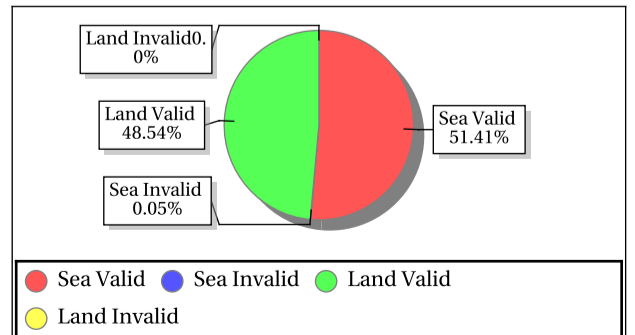 Land Invalid0.
0%
Land Valid
48.54%
Sea Valid
51.41%
Sea Invalid
0.05%
Sea Valid
Sea Invalid
Land Valid
Land Invalid